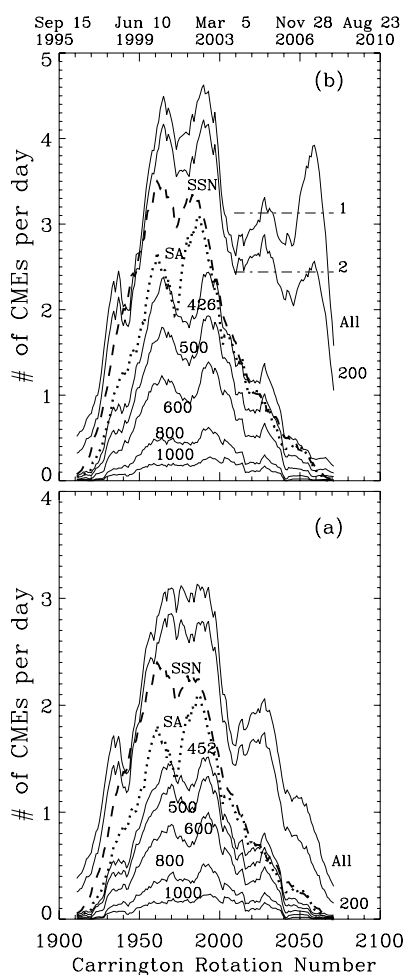 Sep 15 Jun 10 Mar 5 Nov 28 Aug 23
1995 1999 2003 2006 2010
5
(b)
4
SSN
1
3
SA
2
426
2
All
500
200
1
600
800
1000
0
# of CMEs per day
4
(a)
3
SSN
2
SA
452
500
1
600
All
800
200
1000
0
# of CMEs per day
1900 1950 2000 2050 2100
Carrington Rotation Number